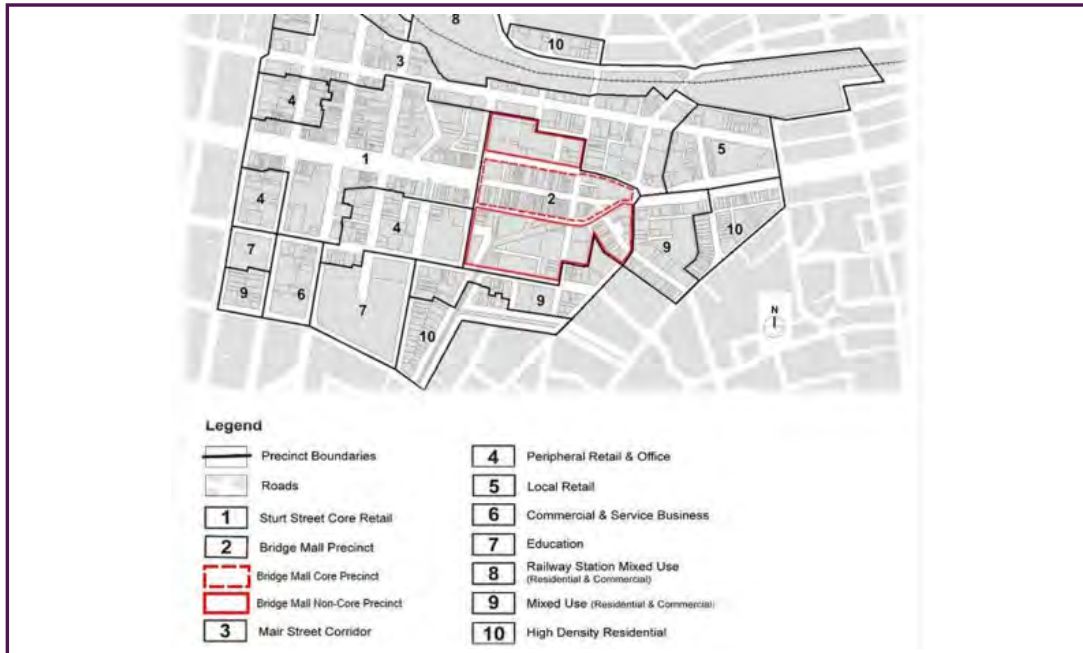 8
10
3
4
5
1
2
4
4
9
10
7
6
7
9
9
10
N
Legend
Precinct Boundaries
Roads
1 Sturt Street Core Retail
2 Bridge Mall Precinct
Bridge Mall Core Precinct
Bridge Mall Non-Core Precinct
3 Mair Street Corridor
4 Peripheral Retail & Office
5 Local Retail
6 Commercial & Service Business
7 Education
8 Railway Station Mixed Use
(Residential & Commercial)
9 Mixed Use (Residential & Commercial)
10 High Density Residential